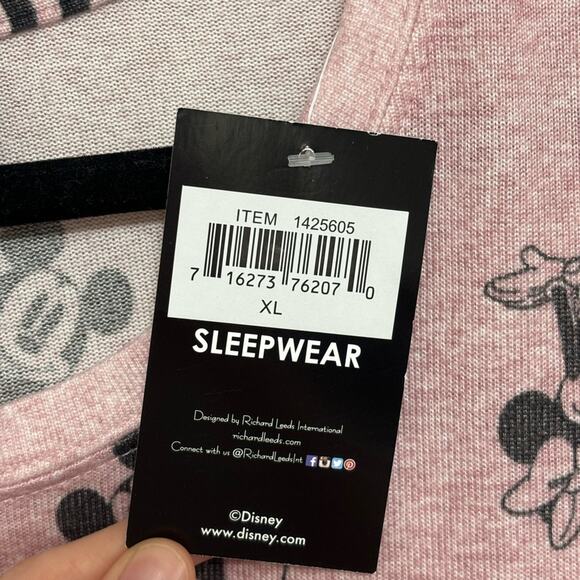 ITEM 1425605
7 16273 76207 0
XL
SLEEPWEAR
Designed by Richard Leeds International
richardleeds.com
Connect with us @RichardLeedsInt
©Disney
www.disney.com